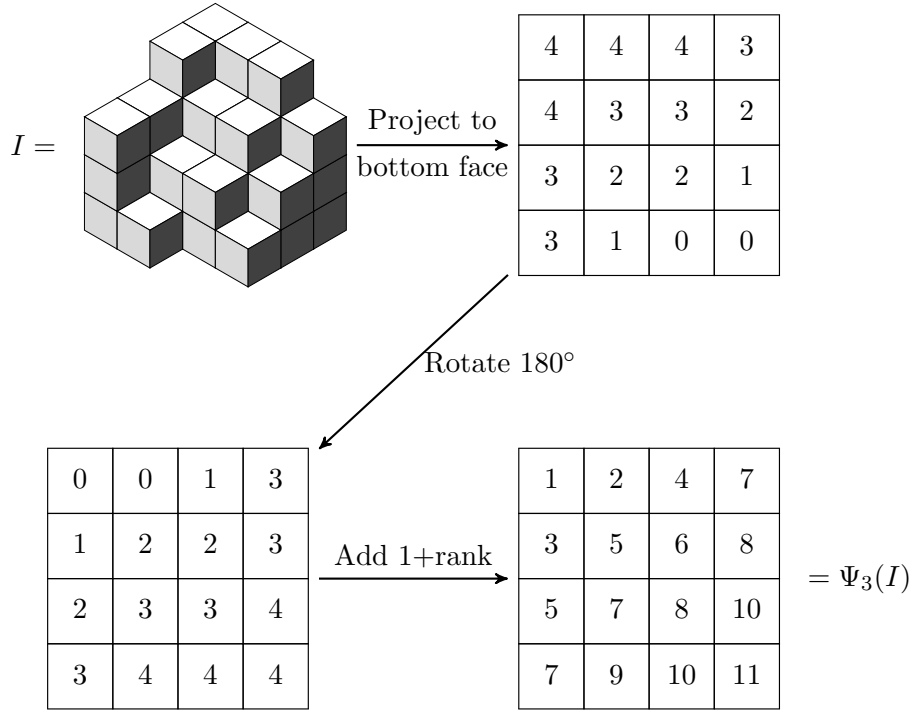 I =
Project to
bottom face
4 4 4 3
4 3 3 2
3 2 2 1
3 1 0 0
Rotate 180°
0 0 1 3
1 2 2 3
2 3 3 4
3 4 4 4
Add 1+rank
1 2 4 7
3 5 6 8
5 7 8 10
7 9 10 11
= Ψ₃(I)